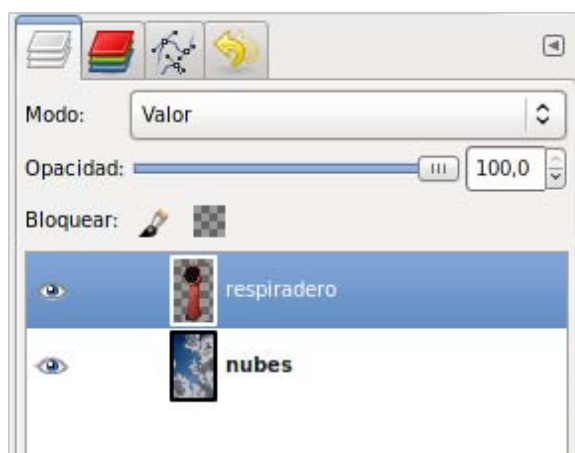 Modo: Valor
Opacidad: 100,0
Bloquear:
respiradero
nubes